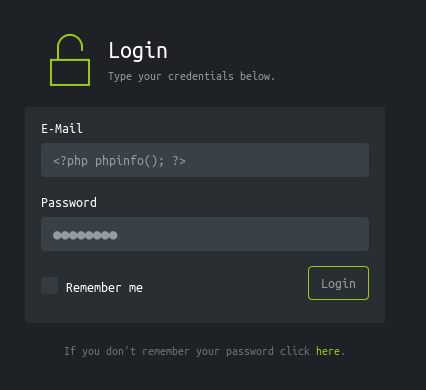 Login
Type your credentials below.
E-Mail
<?php phpinfo(); ?>
Password
●●●●●●●●
Remember me
Login
If you don't remember your password click here.